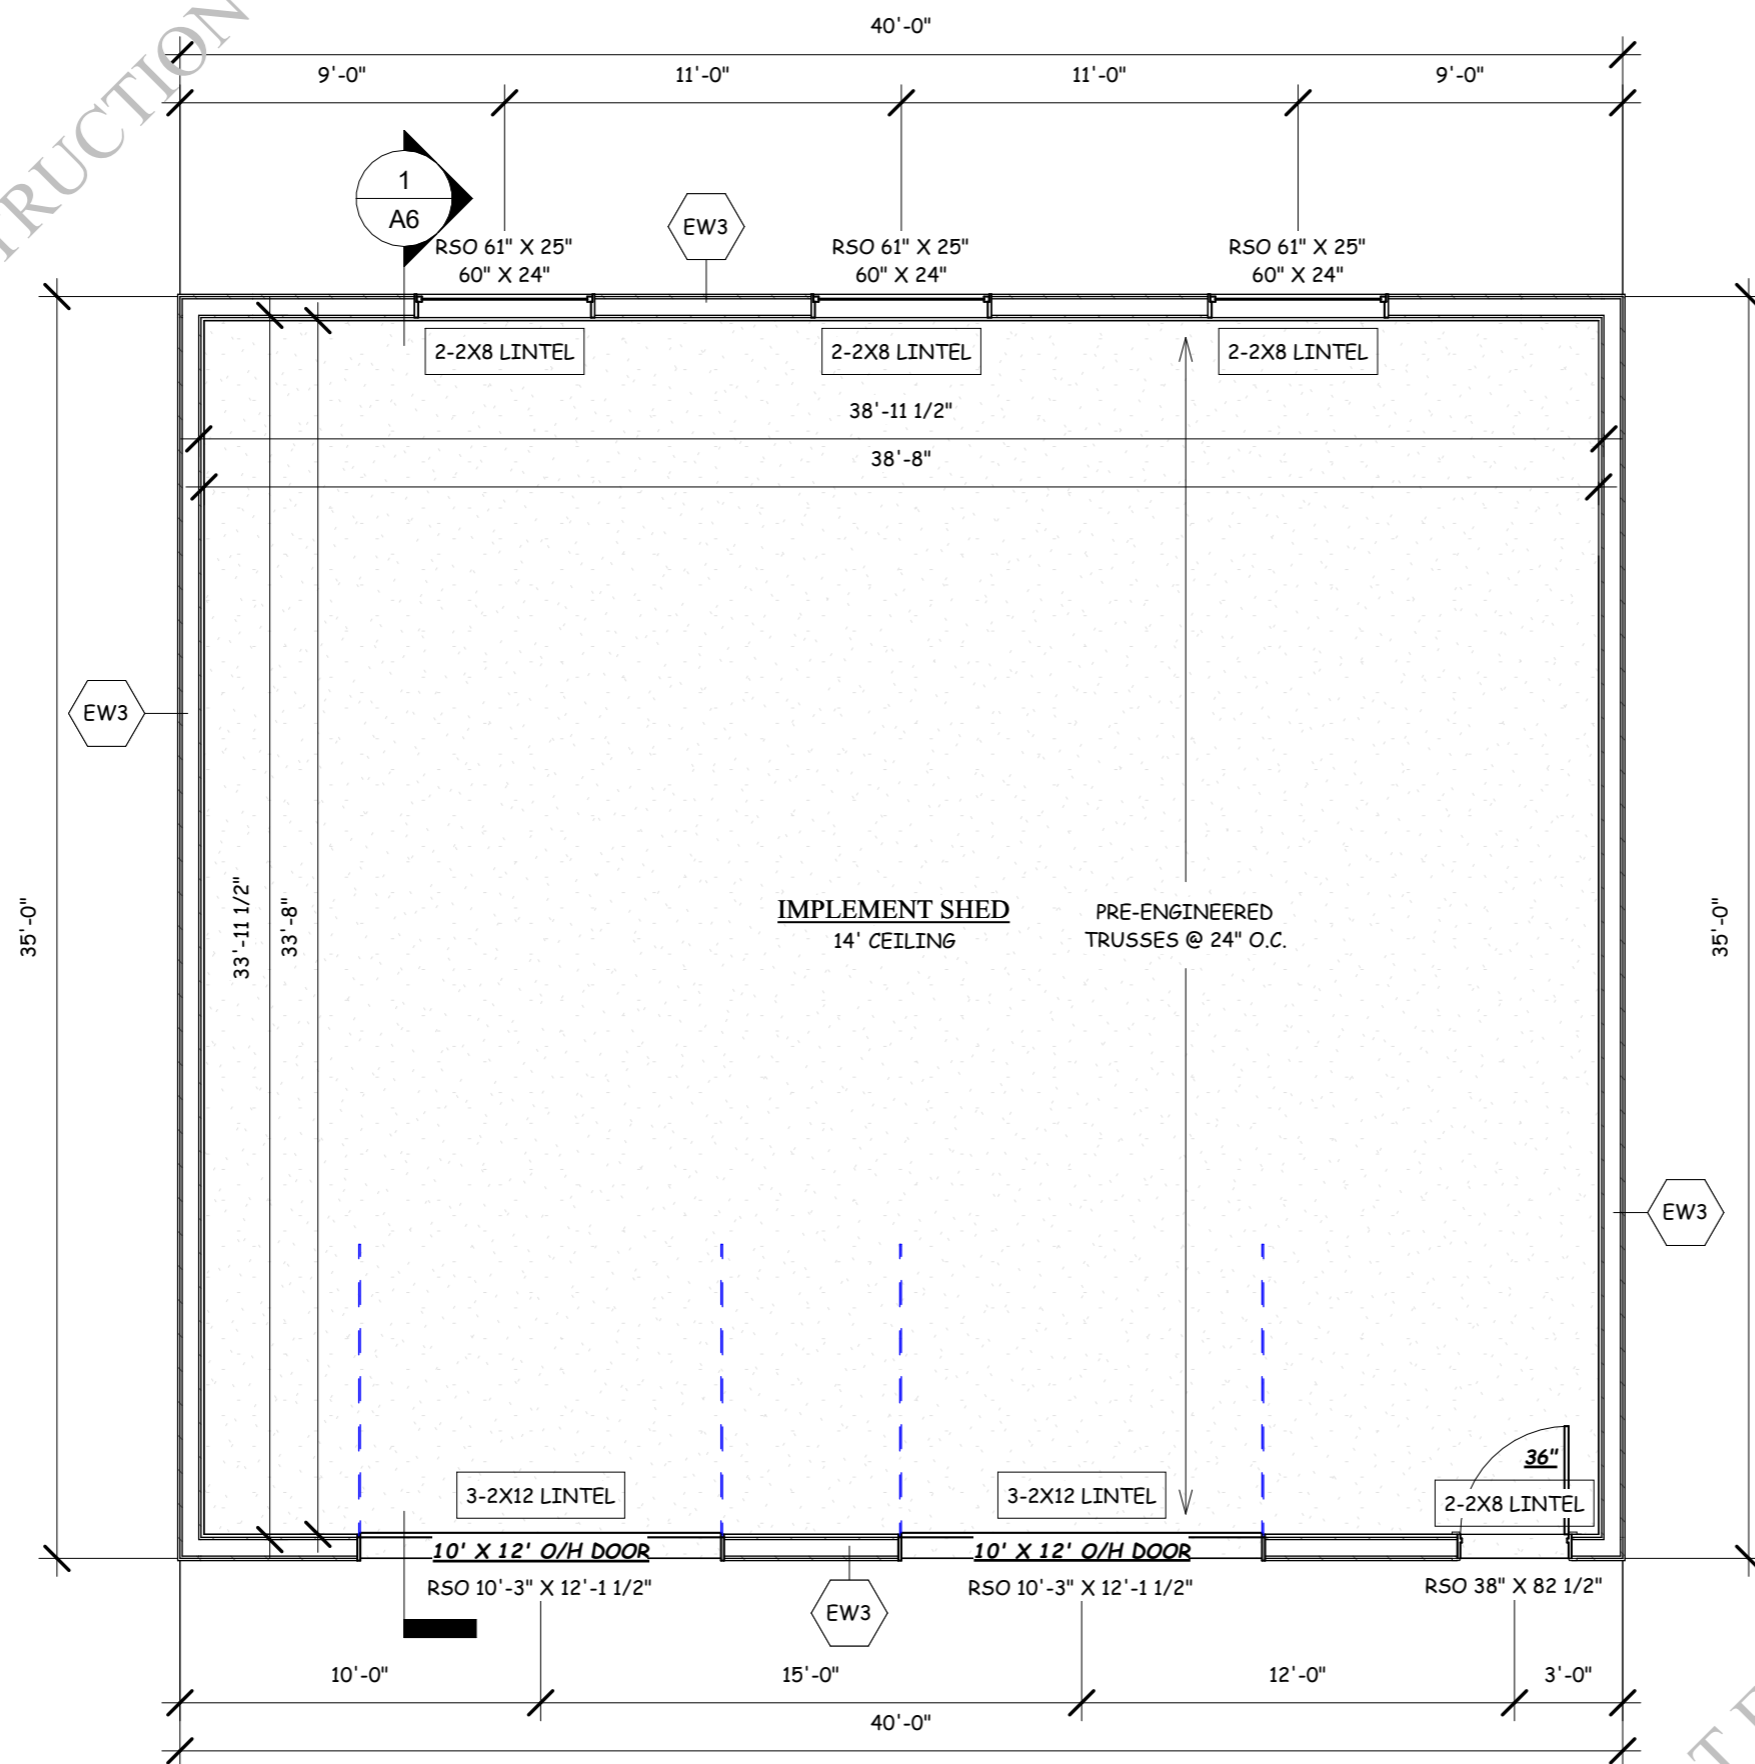 40'-0"
9'-0" 11'-0" 11'-0" 9'-0"
RUCTION
1
A6
EW3
RSO 61" X 25" RSO 61" X 25" RSO 61" X 25"
60" X 24" 60" X 24" 60" X 24"
2-2X8 LINTEL 2-2X8 LINTEL 2-2X8 LINTEL
38'-11 1/2"
38'-8"
EW3
35'-0"
33'-11 1/2"
33'-8"
IMPLEMENT SHED
14' CEILING
PRE-ENGINEERED
TRUSSES @ 24" O.C.
35'-0"
EW3
36"
3-2X12 LINTEL 3-2X12 LINTEL 2-2X8 LINTEL
10' X 12' O/H DOOR 10' X 12' O/H DOOR
RSO 10'-3" X 12'-1 1/2" RSO 10'-3" X 12'-1 1/2" RSO 38" X 82 1/2"
EW3
10'-0" 15'-0" 12'-0" 3'-0"
40'-0"